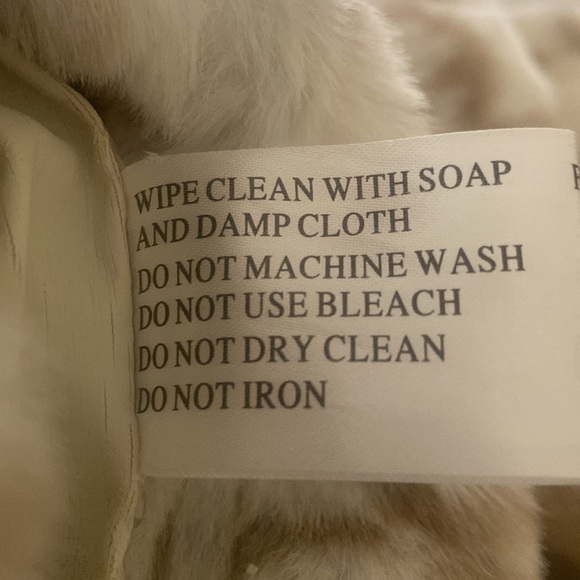 WIPE CLEAN WITH SOAP
AND DAMP CLOTH
DO NOT MACHINE WASH
DO NOT USE BLEACH
DO NOT DRY CLEAN
DO NOT IRON